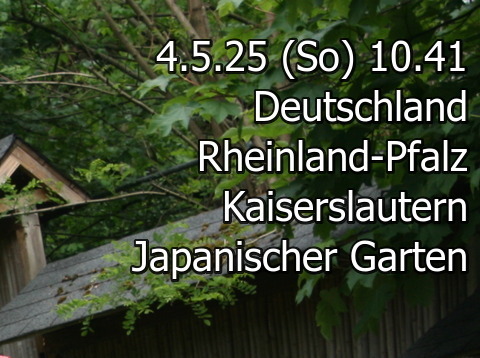 4.5.25 (So) 10.41
Deutschland
Rheinland-Pfalz
Kaiserslautern
Japanischer Garten